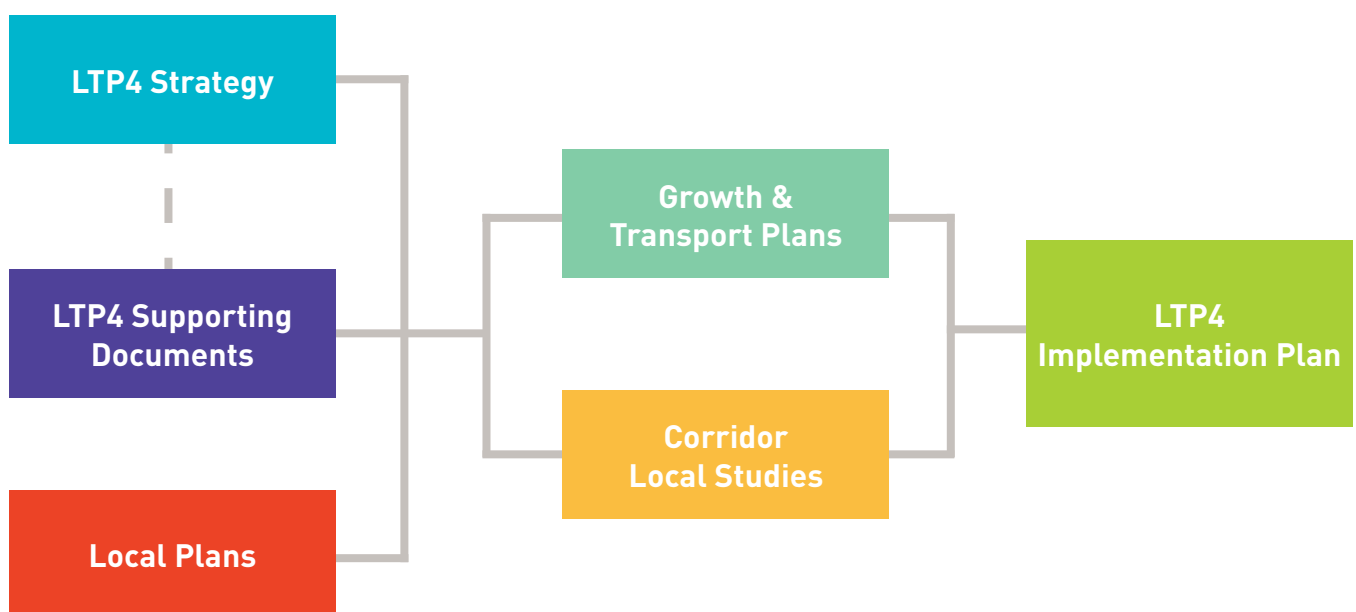 LTP4 Strategy
LTP4 Supporting
Documents
Local Plans
Growth &
Transport Plans
Corridor
Local Studies
LTP4
Implementation Plan